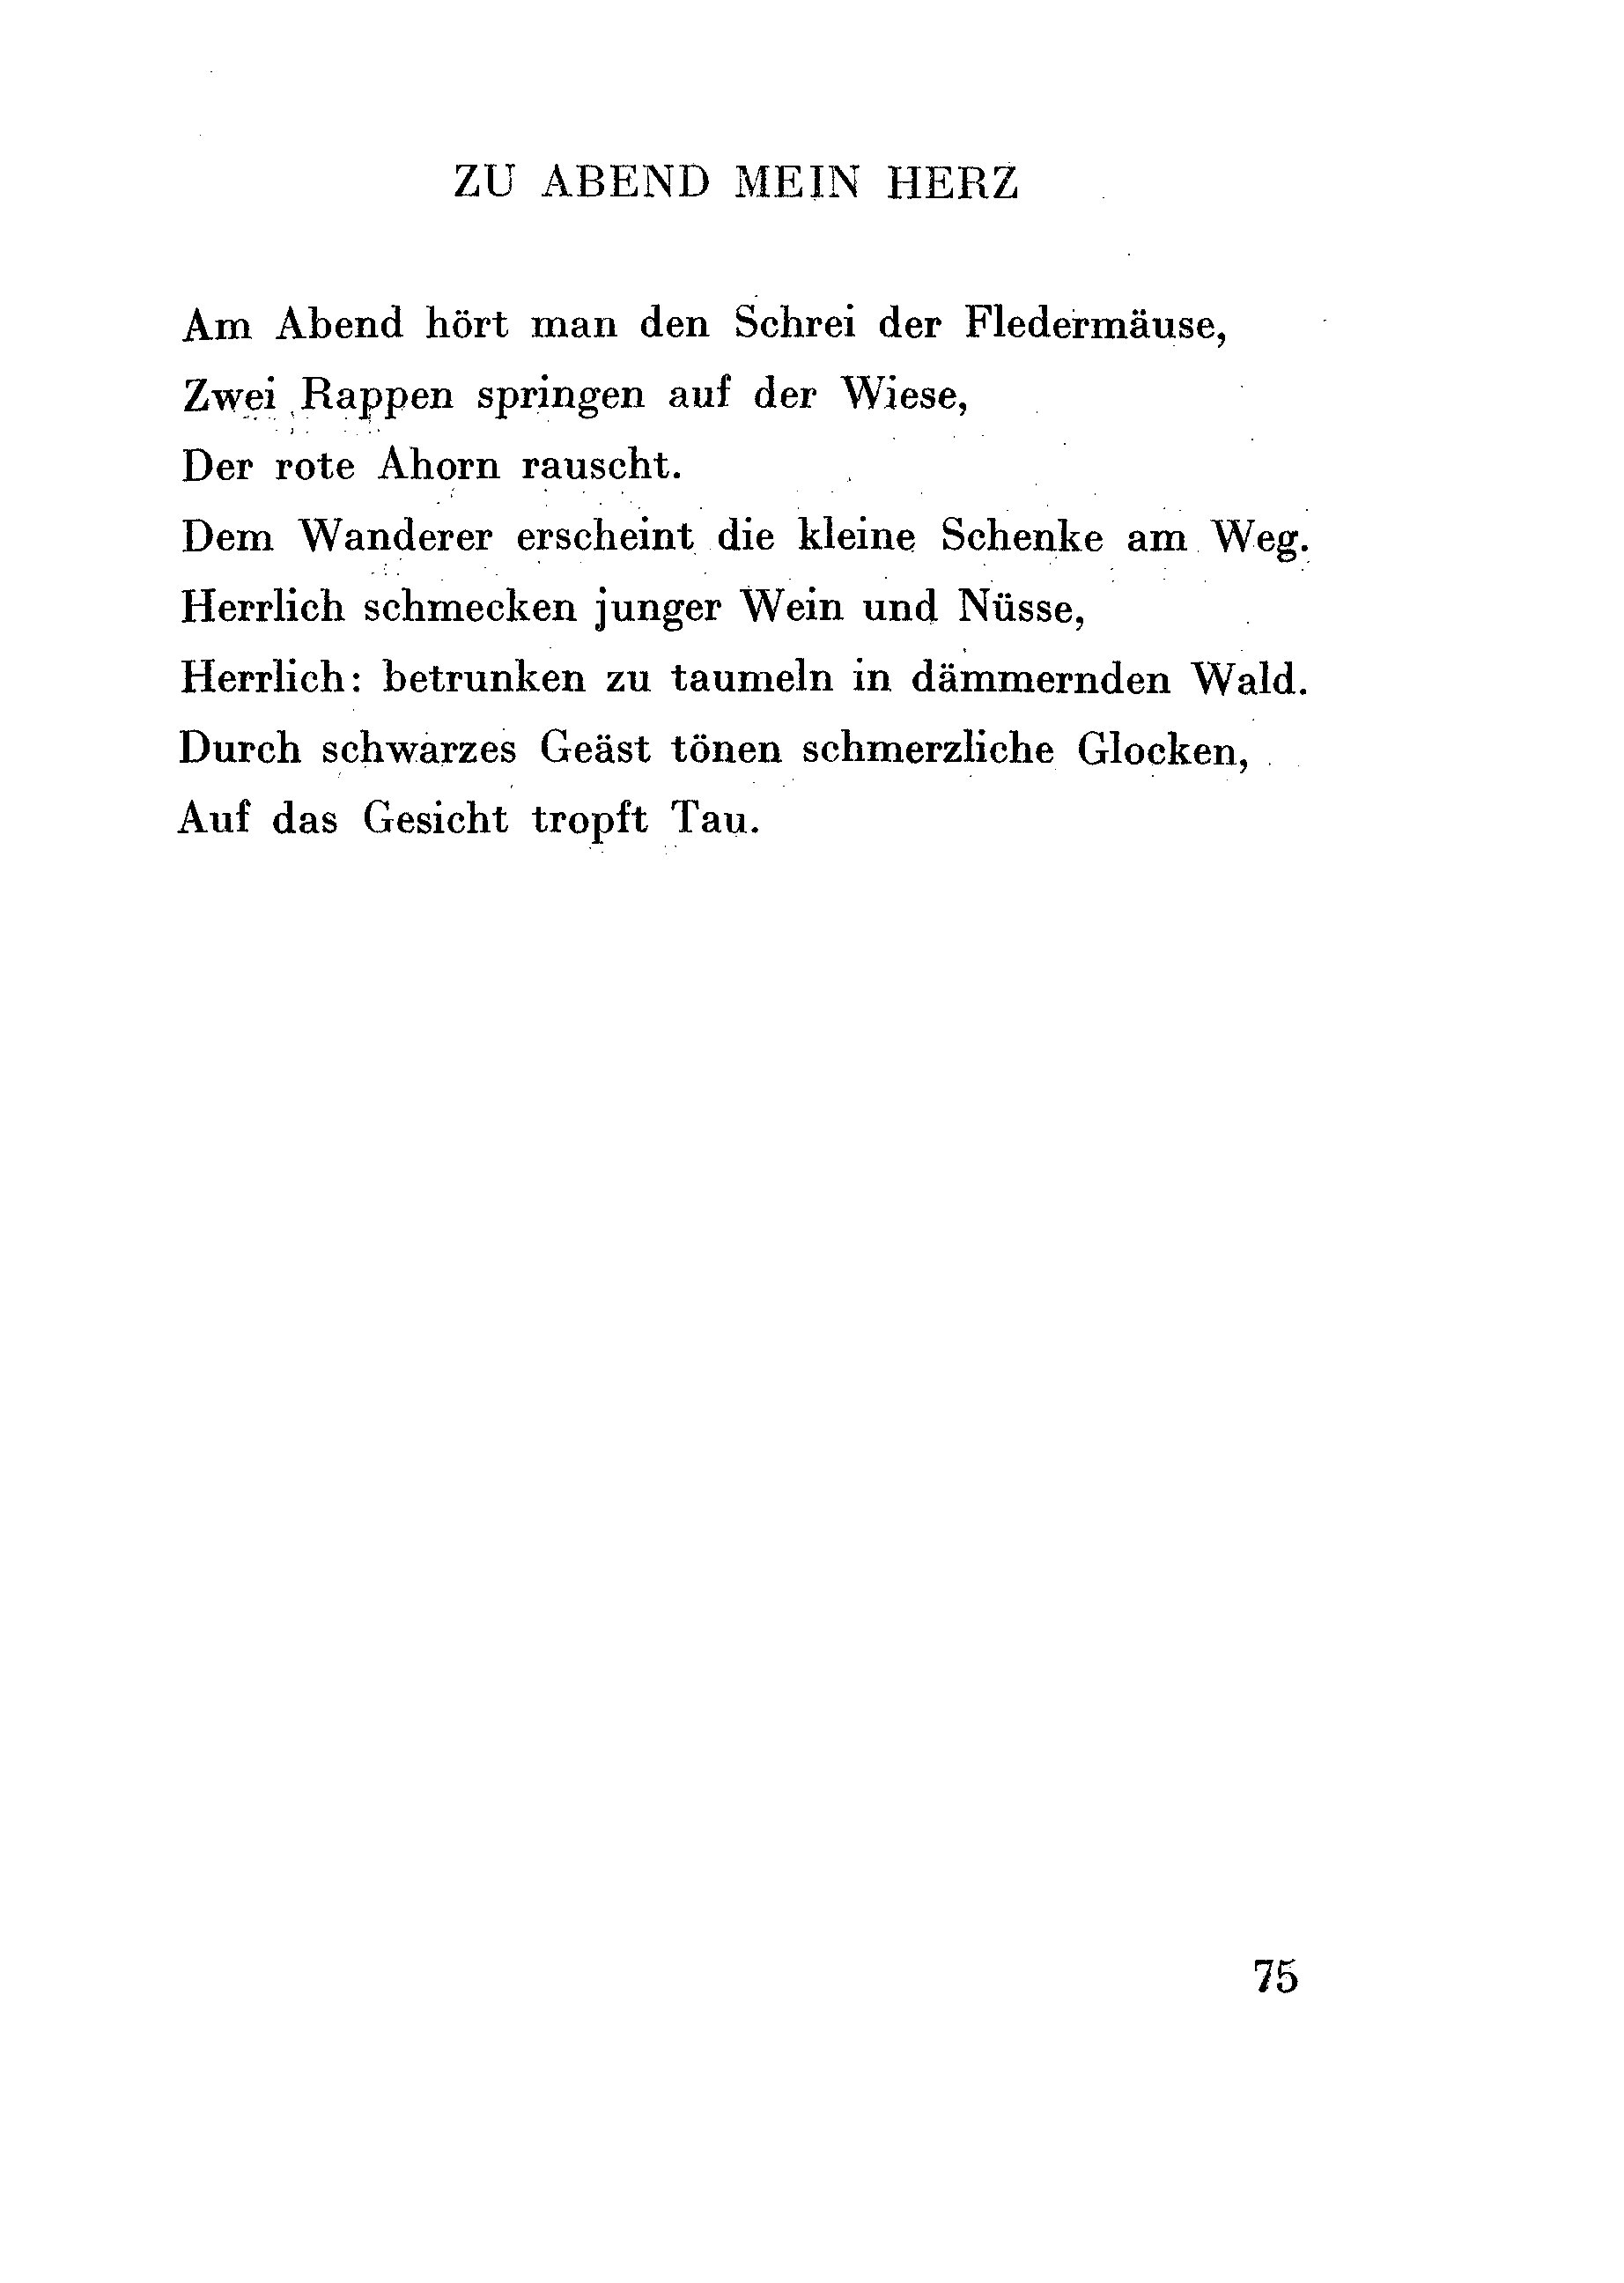 ZU ABEND MEIN HERZ
Am Abend hört man den Schrei der Fledermäuse,
Zwei Rappen springen auf der Wiese,
Der rote Ahorn rauscht.
Dem Wanderer erscheint die kleine Schenke am Weg.
Herrlich schmecken junger Wein und Nüsse,
Herrlich: betrunken zu taumeln in dämmernden Wald.
Durch schwarzes Geäst tönen schmerzliche Glocken,
Auf das Gesicht tropft Tau.
75